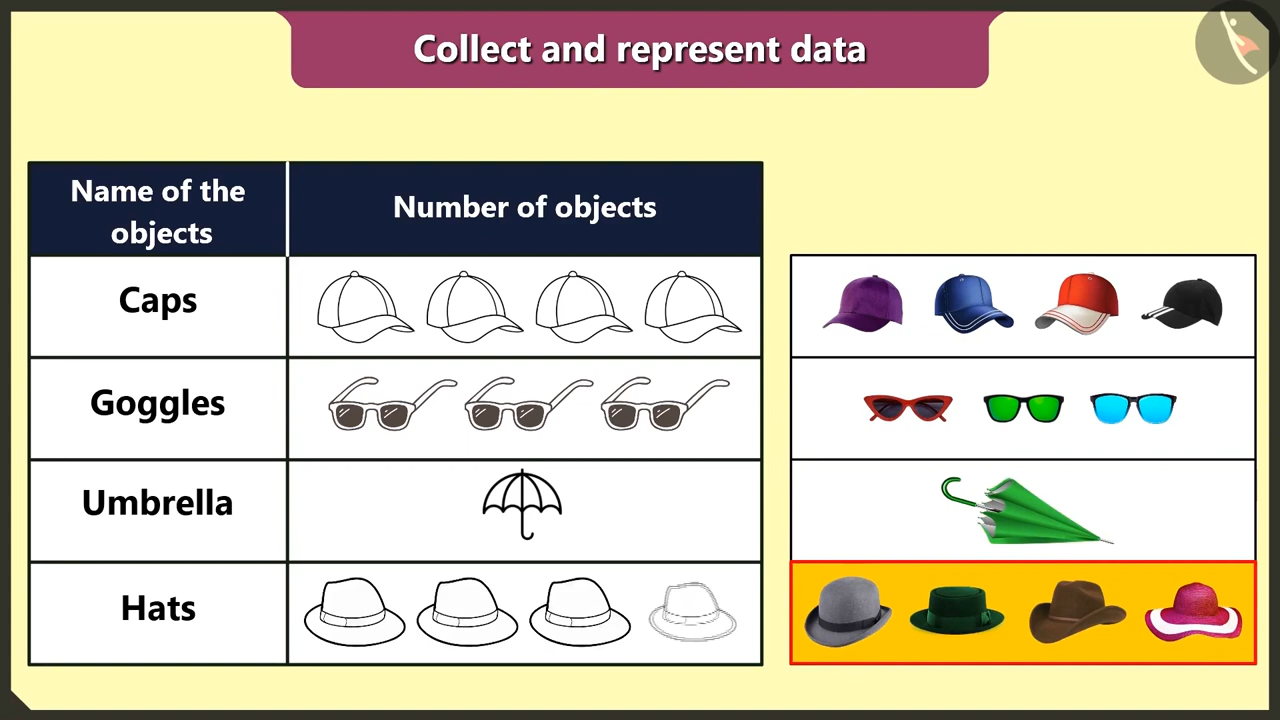 Collect and represent data
Name of the
objects
Number of objects
Caps
Goggles
Umbrella
Hats